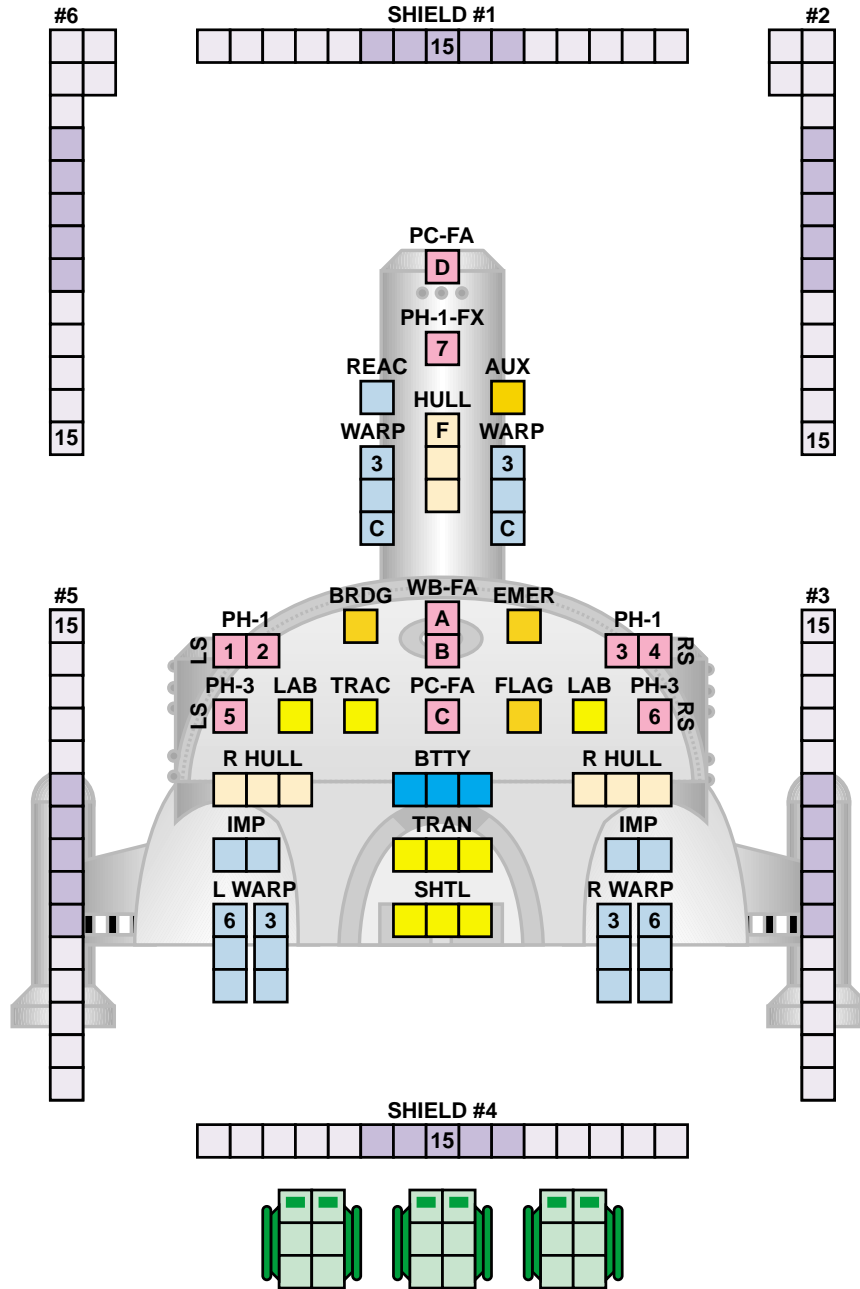 #6 SHIELD #1 #2
15
PC-FA
D
PH-1-FX
7
REAC AUX
HULL
F
WARP WARP
15 3 3 15
C C
#5 #3
15 BRDG WB-FA EMER 15
PH-1 A PH-1
LS 1 2 B 3 4 RS
PH-3 LAB TRAC PC-FA FLAG LAB PH-3
LS 5 C 6 RS
R HULL BTTY R HULL
IMP TRAN IMP
L WARP SHTL R WARP
6 3 3 6
SHIELD #4
15